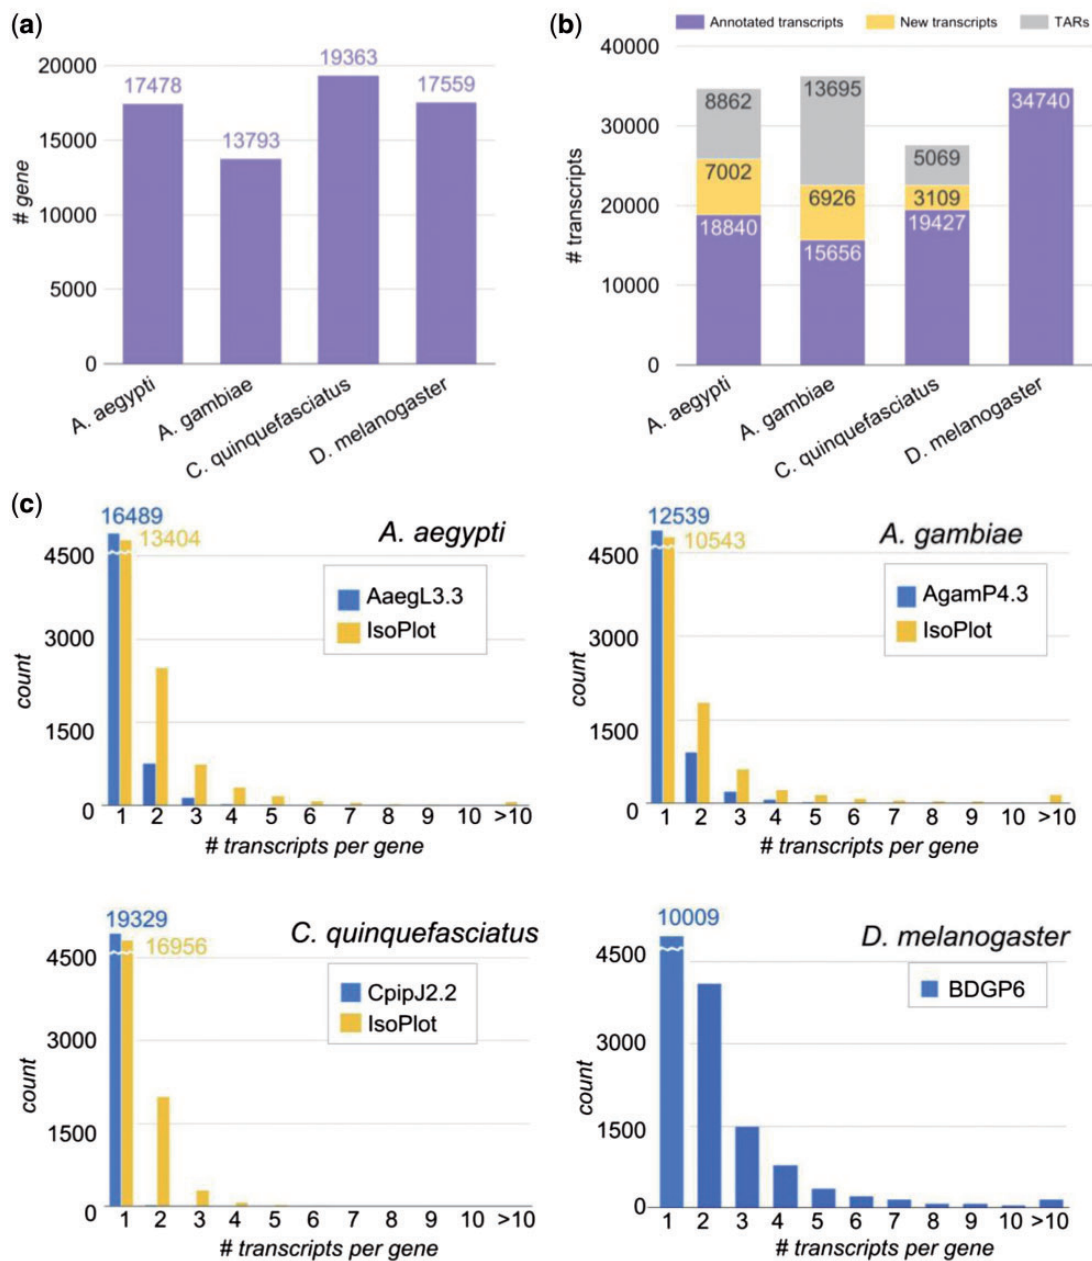 (a)
20000
15000
10000
5000
0
# gene
17478
13793
19363
17559
A. aegypti
A. gambiae
C. quinquefasciatus
D. melanogaster
(b)
Annotated transcripts
New transcripts
TARs
40000
30000
20000
10000
0
# transcripts
8862
7002
18840
13695
6926
15656
5069
3109
19427
34740
A. aegypti
A. gambiae
C. quinquefasciatus
D. melanogaster
(c)
16489
13404
A. aegypti
AaegL3.3
IsoPlot
4500
3000
1500
0
count
1 2 3 4 5 6 7 8 9 10 >10
# transcripts per gene
12539
10543
A. gambiae
AgamP4.3
IsoPlot
4500
3000
1500
0
count
1 2 3 4 5 6 7 8 9 10 >10
# transcripts per gene
19329
16956
C. quinquefasciatus
CpipJ2.2
IsoPlot
4500
3000
1500
0
count
1 2 3 4 5 6 7 8 9 10 >10
# transcripts per gene
10009
D. melanogaster
BDGP6
4500
3000
1500
0
count
1 2 3 4 5 6 7 8 9 10 >10
# transcripts per gene